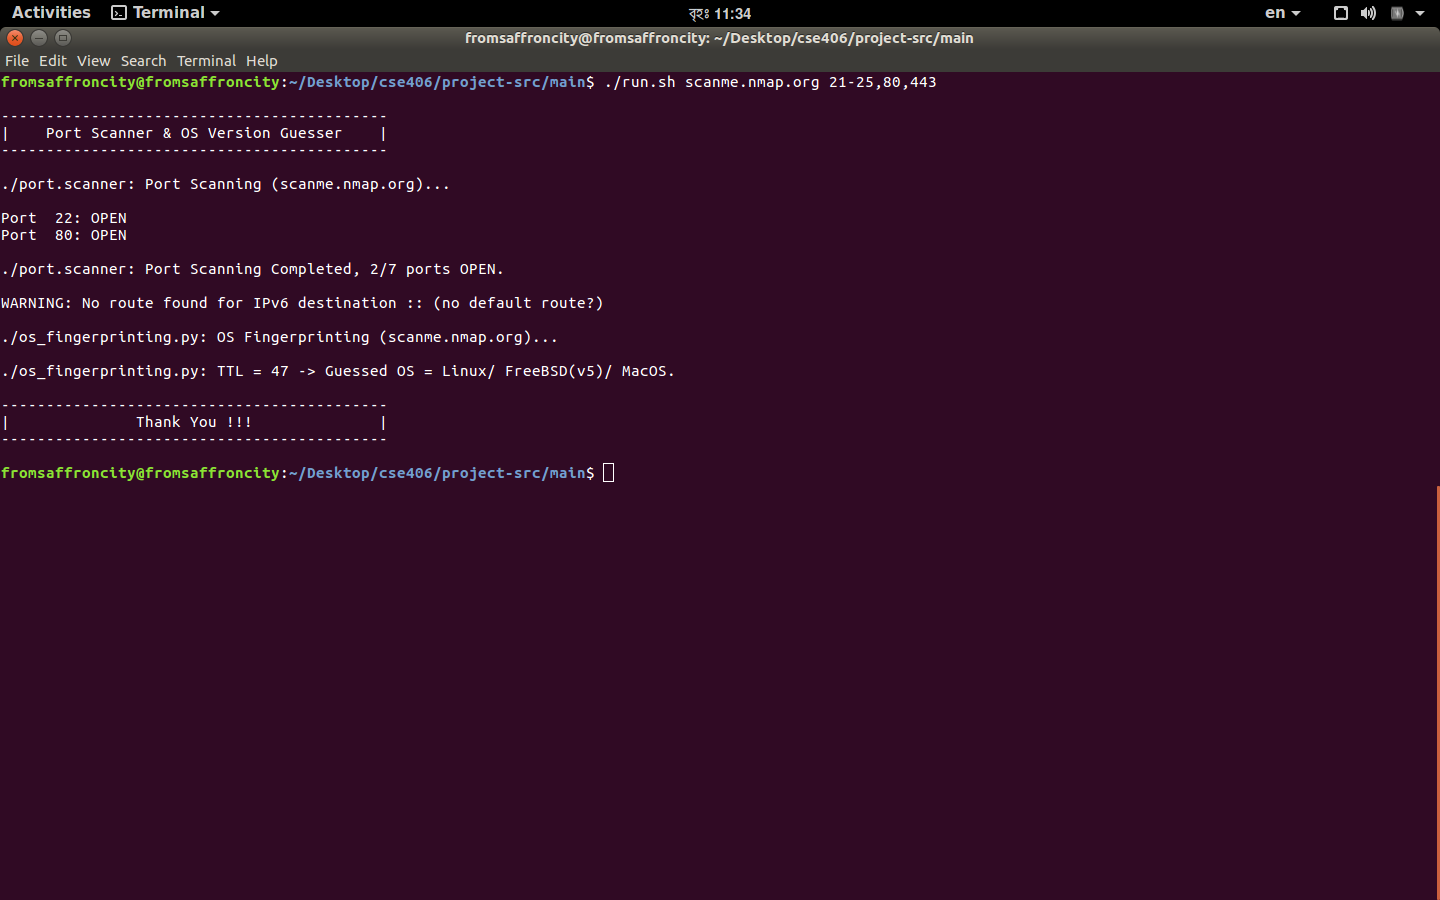 Activities Terminal বৃহঃ 11:34 en
fromsaffroncity@fromsaffroncity: ~/Desktop/cse406/project-src/main
File Edit View Search Terminal Help
fromsaffroncity@fromsaffroncity:~/Desktop/cse406/project-src/main$ ./run.sh scanme.nmap.org 21-25,80,443
-------------------------------------------
|    Port Scanner & OS Version Guesser    |
-------------------------------------------
./port.scanner: Port Scanning (scanme.nmap.org)...
Port  22: OPEN
Port  80: OPEN
./port.scanner: Port Scanning Completed, 2/7 ports OPEN.
WARNING: No route found for IPv6 destination :: (no default route?)
./os_fingerprinting.py: OS Fingerprinting (scanme.nmap.org)...
./os_fingerprinting.py: TTL = 47 -> Guessed OS = Linux/ FreeBSD(v5)/ MacOS.
-------------------------------------------
|              Thank You !!!              |
-------------------------------------------
fromsaffroncity@fromsaffroncity:~/Desktop/cse406/project-src/main$